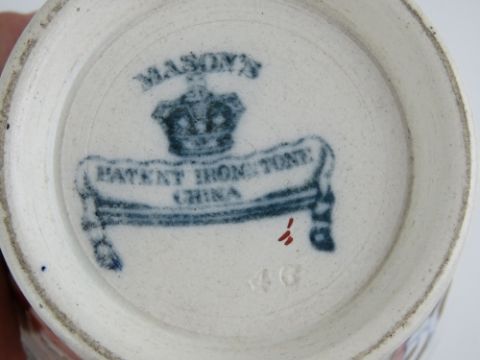 MASON'S
PATENT IRONSTONE
CHINA
46